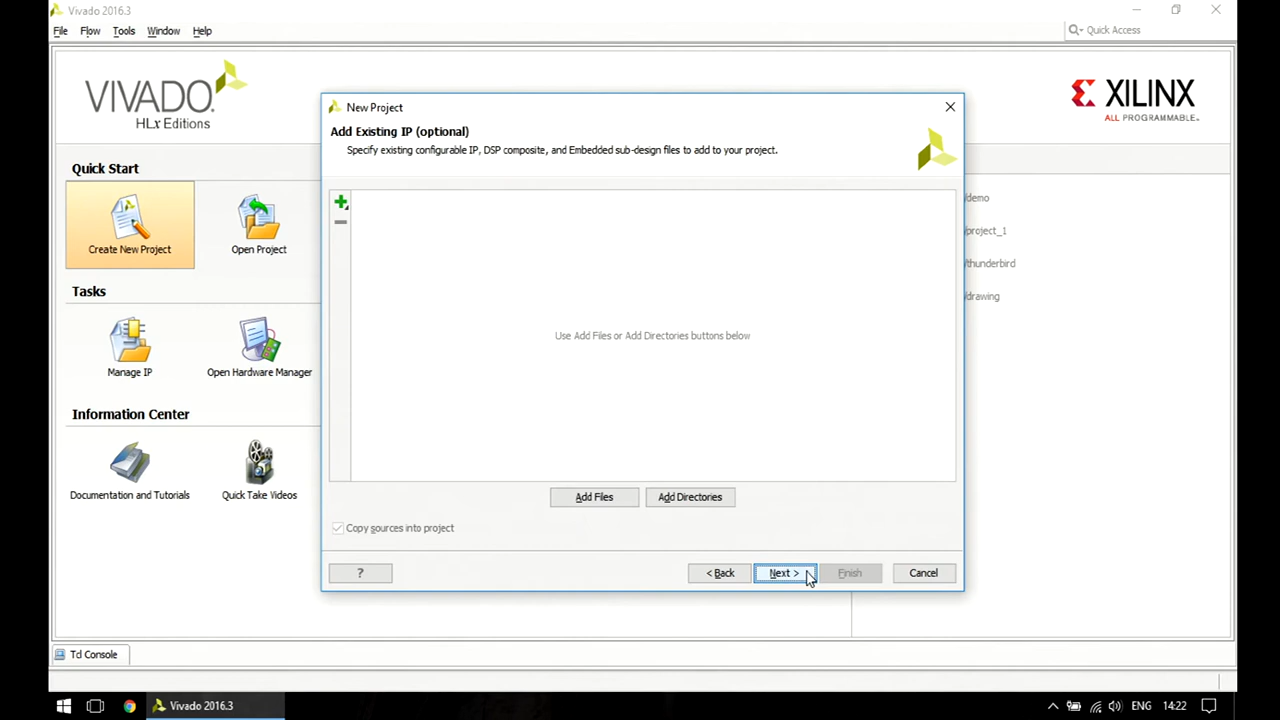 Vivado 2016.3
File Flow Tools Window Help
Quick Access
VIVADO.
HLx Editions
XILINX
ALL PROGRAMMABLE.
New Project
Add Existing IP (optional)
Specify existing configurable IP, DSP composite, and Embedded sub-design files to add to your project.
Quick Start
Create New Project
Open Project
/demo
/project_1
/thunderbird
/drawing
Use Add Files or Add Directories buttons below
Tasks
Manage IP
Open Hardware Manager
Information Center
Documentation and Tutorials
Quick Take Videos
Add Files
Add Directories
Copy sources into project
?
< Back
Next >
Finish
Cancel
Tcl Console
Vivado 2016.3
ENG
14:22